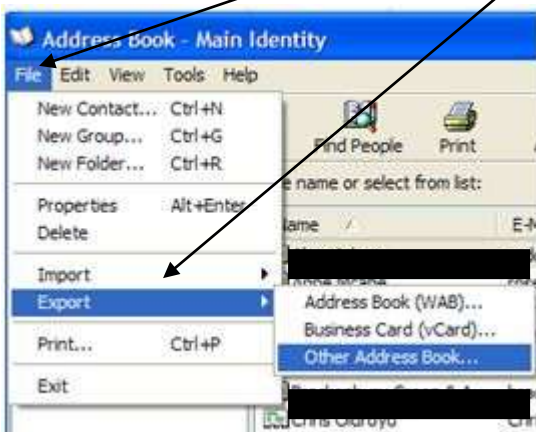 Address Book - Main Identity
File Edit View Tools Help
New Contact... Ctrl+N
New Group... Ctrl+G
New Folder... Ctrl+R
Find People Print
name or select from list:
Properties Alt+Enter
Delete
Import
Export
Address Book (WAB)...
Business Card (vCard)...
Other Address Book...
Print... Ctrl+P
Exit
Chris